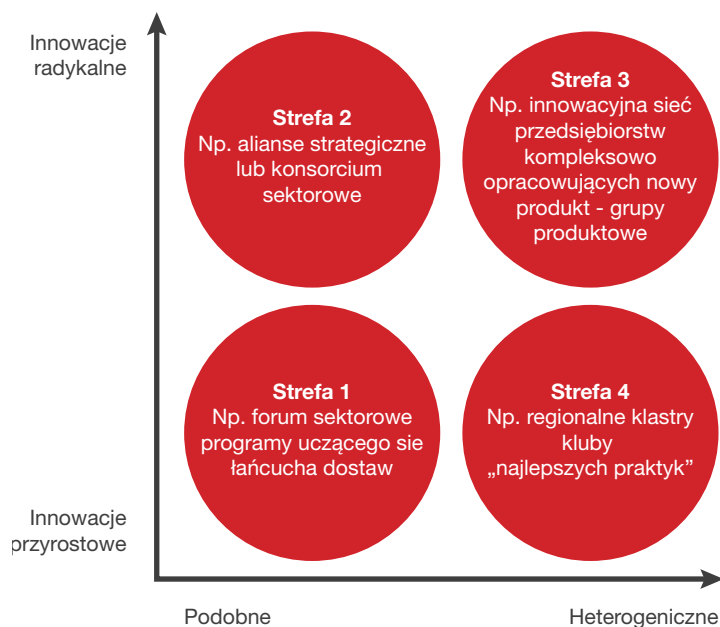 Innowacje
radykalne
Strefa 2
Np. alianse strategiczne
lub konsorcium
sektorowe
Strefa 3
Np. innowacyjna sieć
przedsiębiorstw
kompleksowo
opracowujących nowy
produkt - grupy
produktowe
Strefa 1
Np. forum sektorowe
programy uczącego sie
łańcucha dostaw
Strefa 4
Np. regionalne klastry
kluby
„najlepszych praktyk”
Innowacje
przyrostowe
Podobne
Heterogeniczne